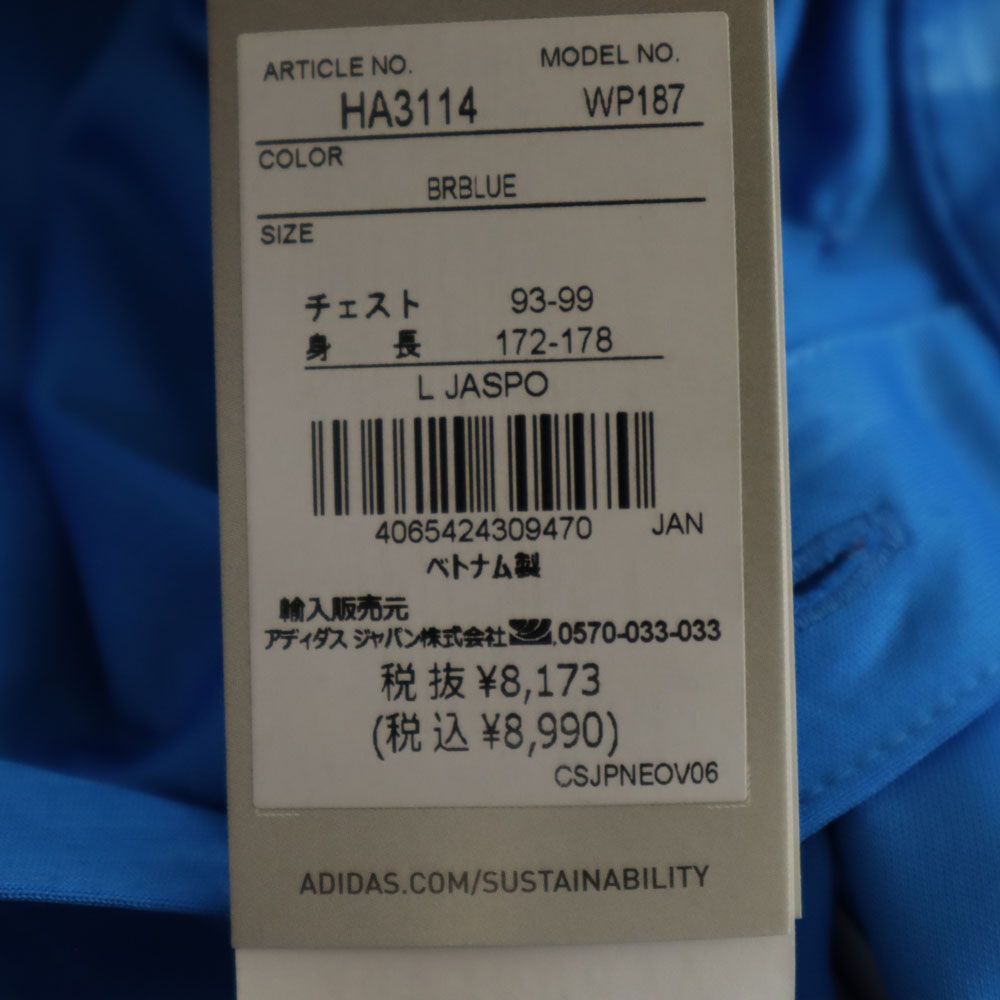 ARTICLE NO. MODEL NO.
HA3114 WP187
COLOR
BRBLUE
SIZE
チェスト 93-99
身 長 172-178
L JASPO
4065424309470 JAN
ベトナム製
輸入販売元
アディダス ジャパン株式会社 0570-033-033
税 抜 ¥8,173
(税 込 ¥8,990)
CSJPNEOV06
ADIDAS.COM/SUSTAINABILITY